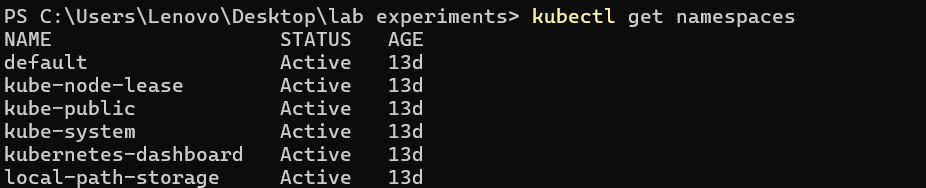 PS C:\Users\Lenovo\Desktop\lab experiments> kubectl get namespaces
NAME                   STATUS   AGE
default                Active   13d
kube-node-lease        Active   13d
kube-public            Active   13d
kube-system            Active   13d
kubernetes-dashboard   Active   13d
local-path-storage     Active   13d